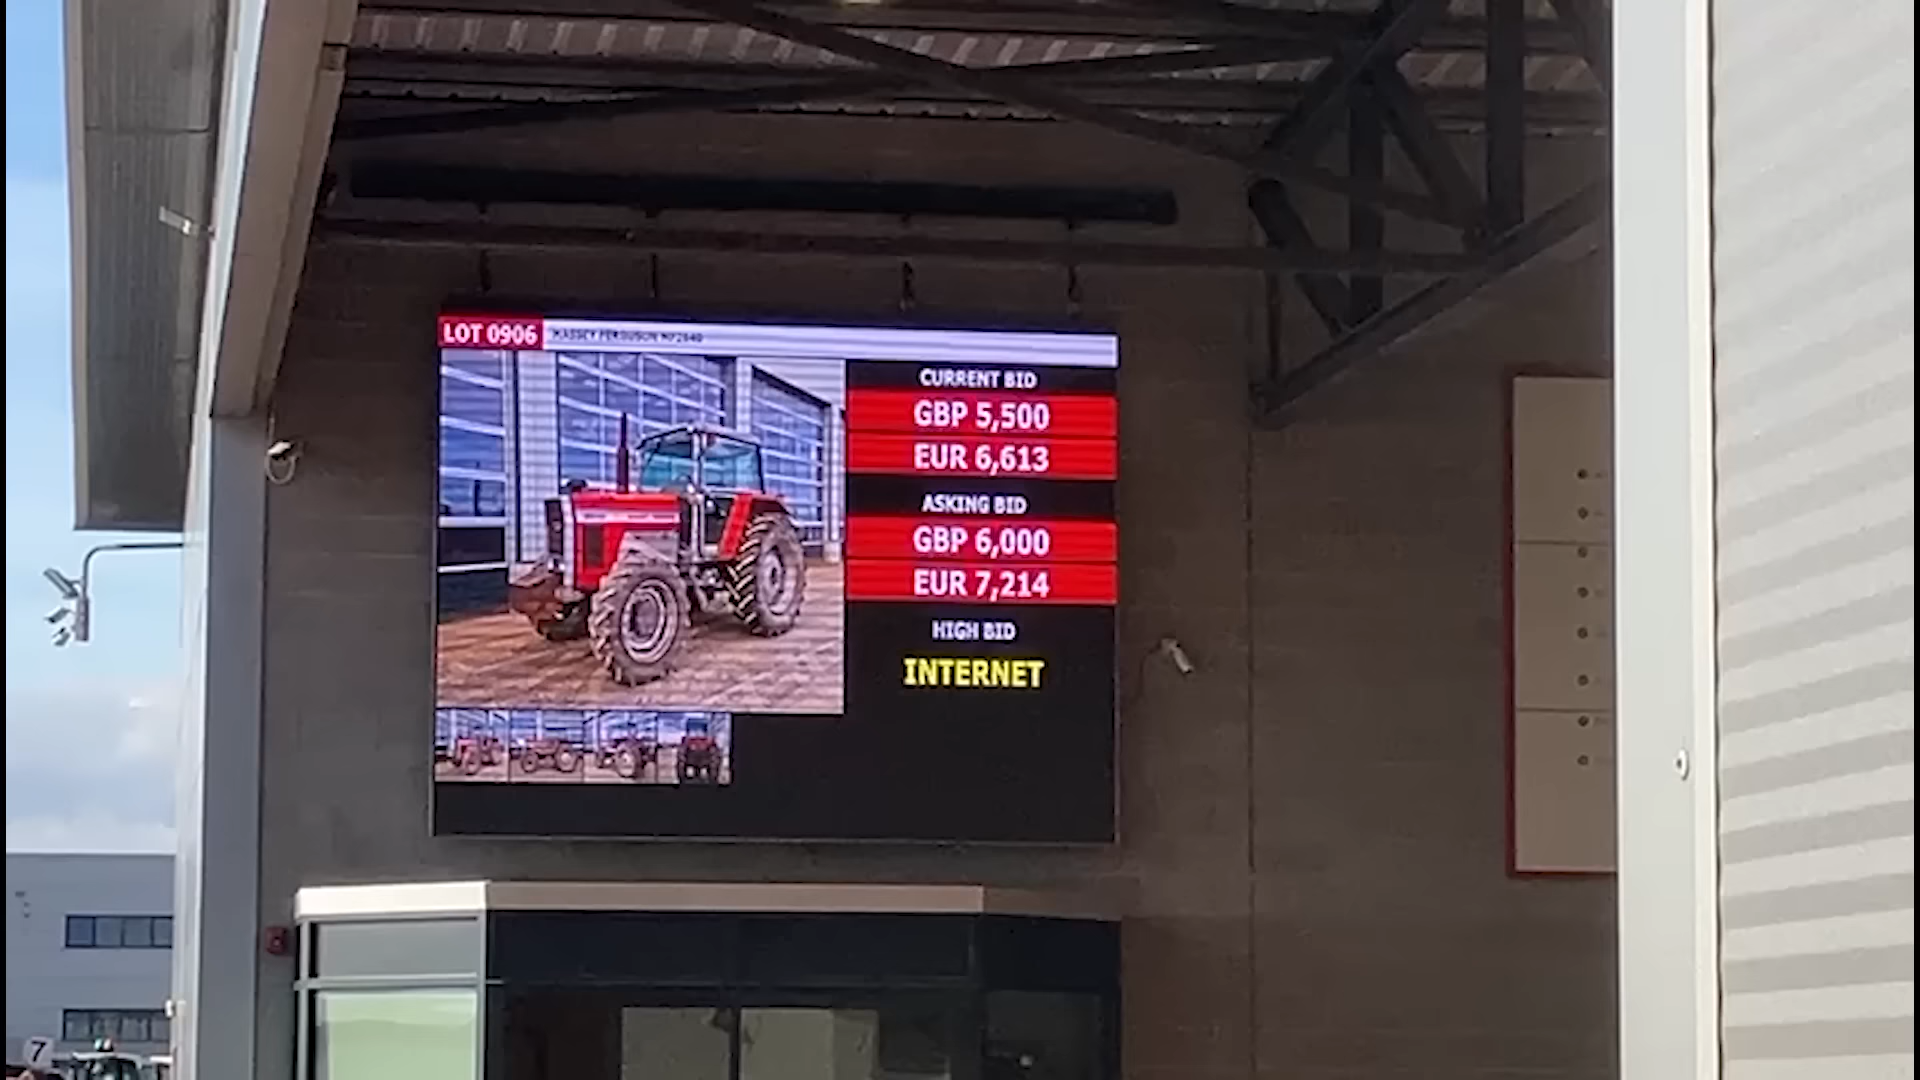 LOT 0906 MASSEY FERGUSON MF2640
CURRENT BID
GBP 5,500
EUR 6,613
ASKING BID
GBP 6,000
EUR 7,214
HIGH BID
INTERNET
7